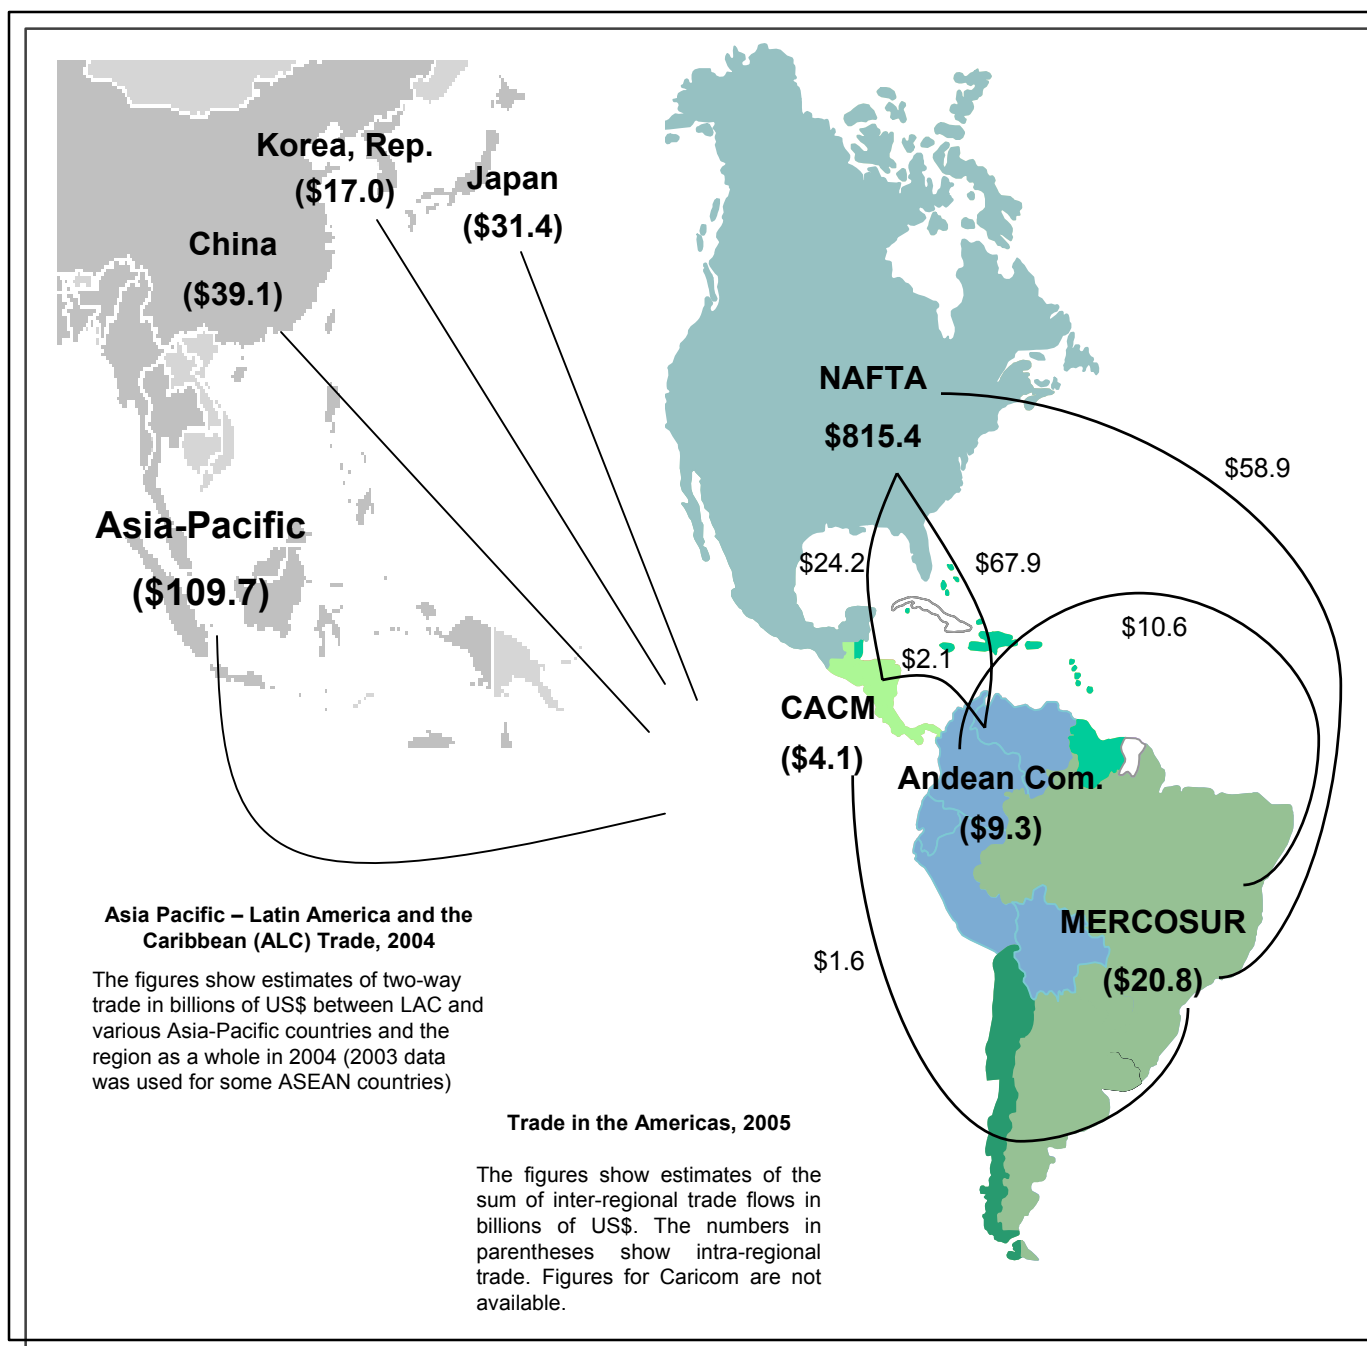 Korea, Rep.
($17.0)
Japan
($31.4)
China
($39.1)
Asia-Pacific
($109.7)
NAFTA
$815.4
$58.9
$24.2
$67.9
$10.6
$2.1
CACM
($4.1)
Andean Com.
($9.3)
MERCOSUR
($20.8)
$1.6
Asia Pacific – Latin America and the
Caribbean (ALC) Trade, 2004
The figures show estimates of two-way
trade in billions of US$ between LAC and
various Asia-Pacific countries and the
region as a whole in 2004 (2003 data
was used for some ASEAN countries)
Trade in the Americas, 2005
The figures show estimates of the
sum of inter-regional trade flows in
billions of US$. The numbers in
parentheses show intra-regional
trade. Figures for Caricom are not
available.